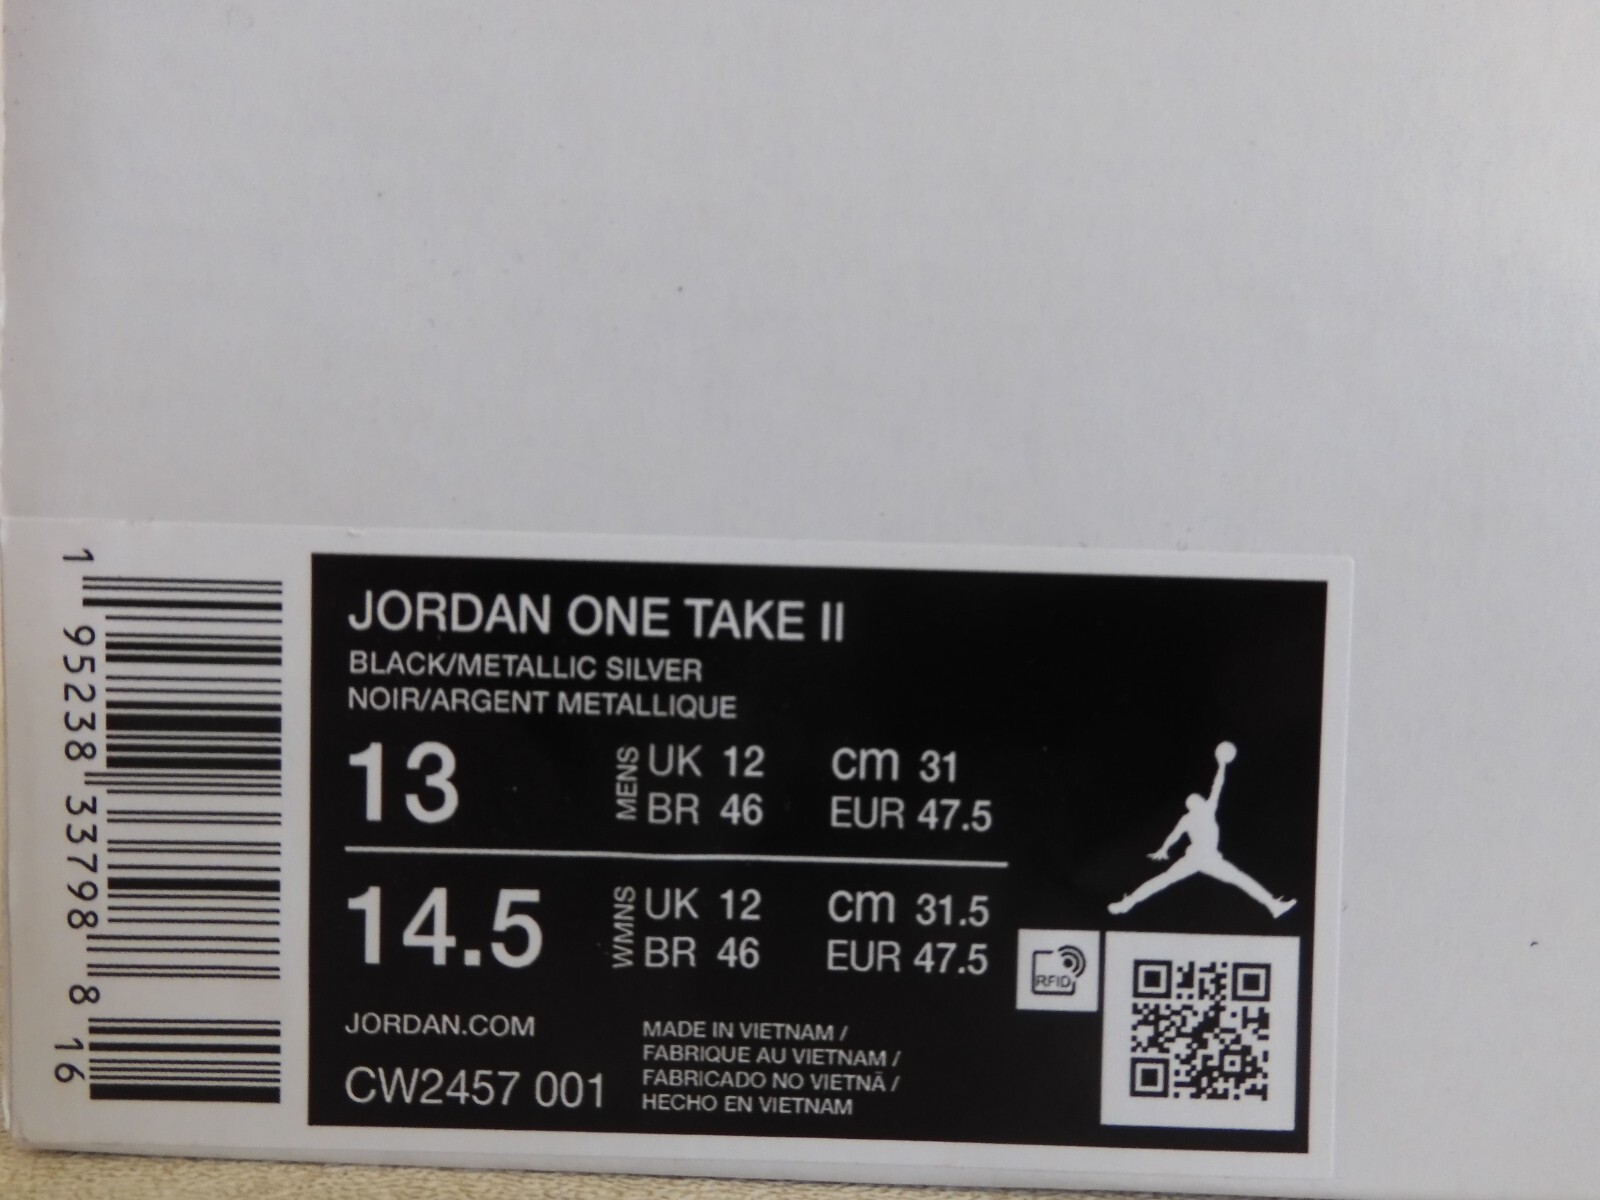 1 95238 33798 8 16
JORDAN ONE TAKE II
BLACK/METALLIC SILVER
NOIR/ARGENT METALLIQUE
13 MENS UK 12 cm 31
BR 46 EUR 47.5
14.5 WMNS UK 12 cm 31.5
BR 46 EUR 47.5
RFID
JORDAN.COM
CW2457 001
MADE IN VIETNAM /
FABRIQUE AU VIETNAM /
FABRICADO NO VIETNÃ /
HECHO EN VIETNAM